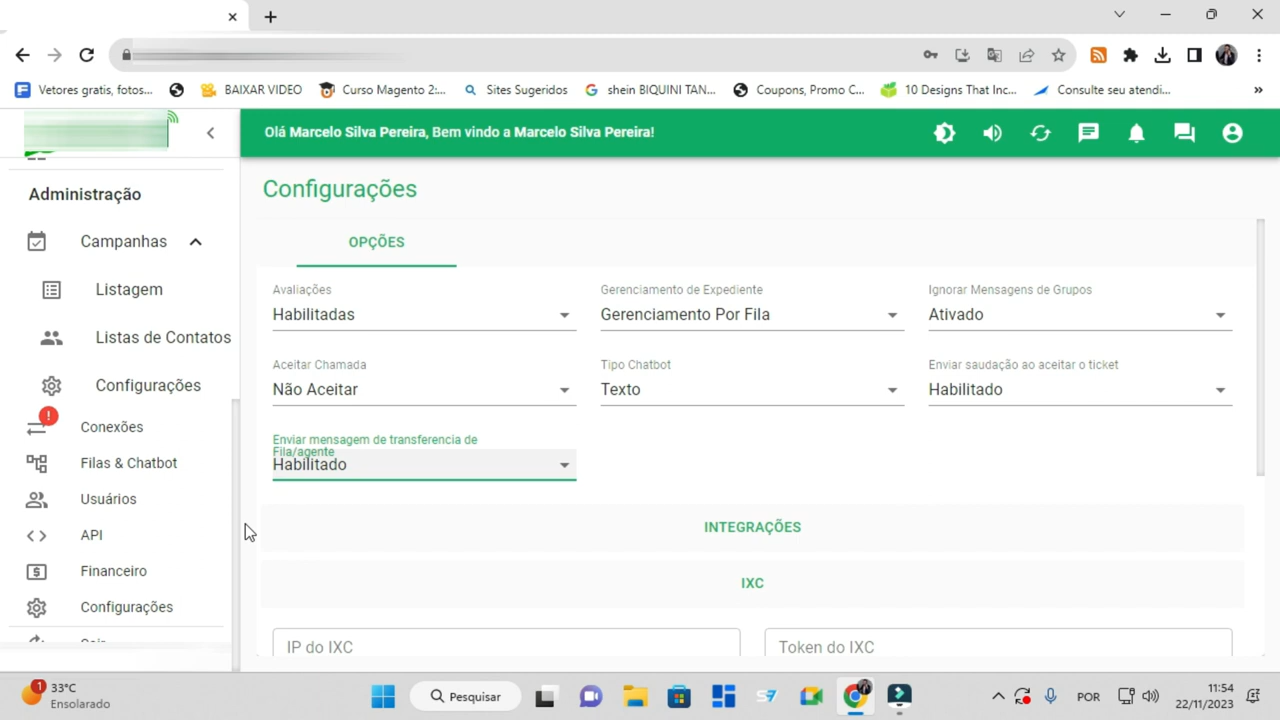 Vetores gratis, fotos...
BAIXAR VIDEO
Curso Magento 2:...
Sites Sugeridos
shein BIQUINI TAN...
Coupons, Promo C...
10 Designs That Inc...
Consulte seu atendi...
»
Olá Marcelo Silva Pereira, Bem vindo a Marcelo Silva Pereira!
Administração
Campanhas
Listagem
Listas de Contatos
Configurações
!
Conexões
Filas & Chatbot
Usuários
API
Financeiro
Configurações
Configurações
OPÇÕES
Avaliações
Habilitadas
Gerenciamento de Expediente
Gerenciamento Por Fila
Ignorar Mensagens de Grupos
Ativado
Aceitar Chamada
Não Aceitar
Tipo Chatbot
Texto
Enviar saudação ao aceitar o ticket
Habilitado
Enviar mensagem de transferencia de
Fila/agente
Habilitado
INTEGRAÇÕES
IXC
IP do IXC
Token do IXC
1
33°C
Ensolarado
Pesquisar
POR
11:54
22/11/2023